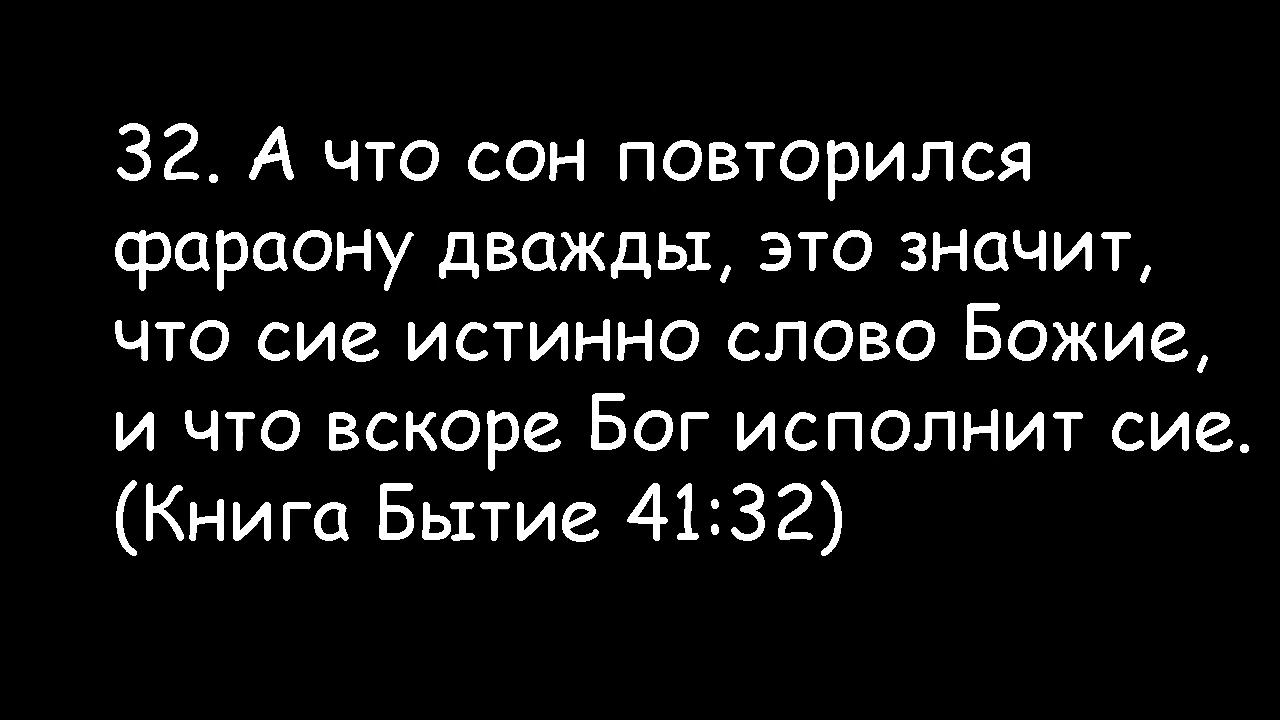 32. А что сон повторился
фараону дважды, это значит,
что сие истинно слово Божие,
и что вскоре Бог исполнит сие.
(Книга Бытие 41:32)